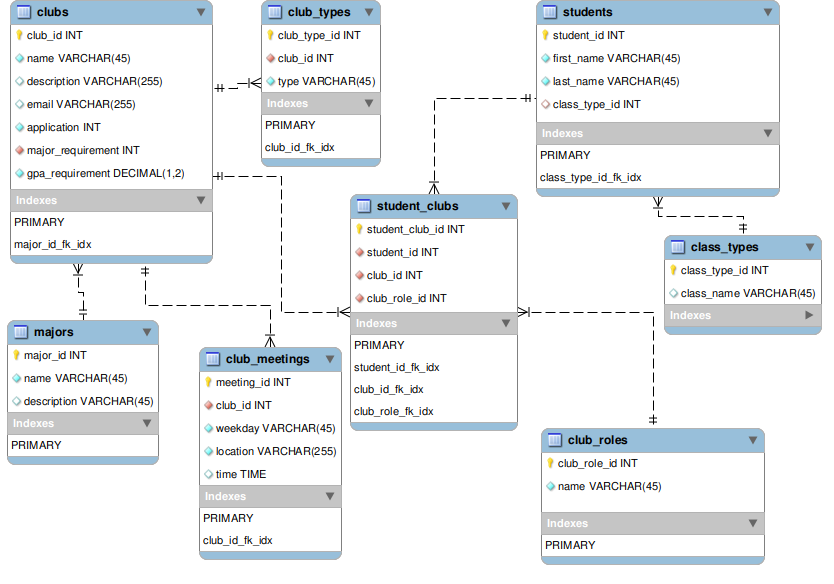 clubs
club_id INT
name VARCHAR(45)
description VARCHAR(255)
email VARCHAR(255)
application INT
major_requirement INT
gpa_requirement DECIMAL(1,2)
Indexes
PRIMARY
major_id_fk_idx
club_types
club_type_id INT
club_id INT
type VARCHAR(45)
Indexes
PRIMARY
club_id_fk_idx
students
student_id INT
first_name VARCHAR(45)
last_name VARCHAR(45)
class_type_id INT
Indexes
PRIMARY
class_type_id_fk_idx
student_clubs
student_club_id INT
student_id INT
club_id INT
club_role_id INT
Indexes
PRIMARY
student_id_fk_idx
club_id_fk_idx
club_role_fk_idx
class_types
class_type_id INT
class_name VARCHAR(45)
Indexes
majors
major_id INT
name VARCHAR(45)
description VARCHAR(45)
Indexes
PRIMARY
club_meetings
meeting_id INT
club_id INT
weekday VARCHAR(45)
location VARCHAR(255)
time TIME
Indexes
PRIMARY
club_id_fk_idx
club_roles
club_role_id INT
name VARCHAR(45)
Indexes
PRIMARY